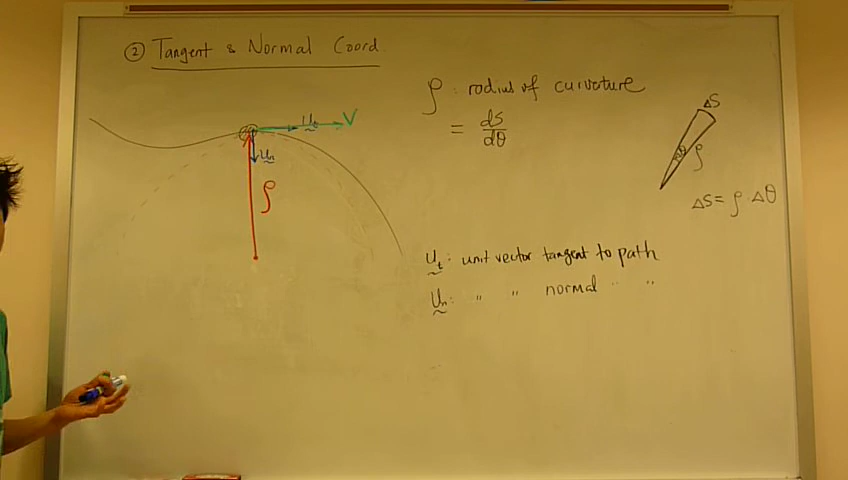 ② Tangent & Normal Coord
ρ : radius of curvature
= ds/dθ
ΔS
Δθ
ρ
ΔS = ρ · Δθ
u_t
V
u_n
ρ
u_t : unit vector tangent to path
u_n : " " normal " "